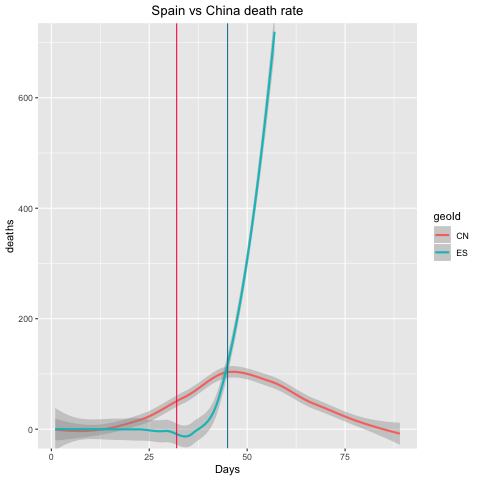 Spain vs China death rate
600
400
200
0
deaths
0 25 50 75
Days
geoId
CN
ES